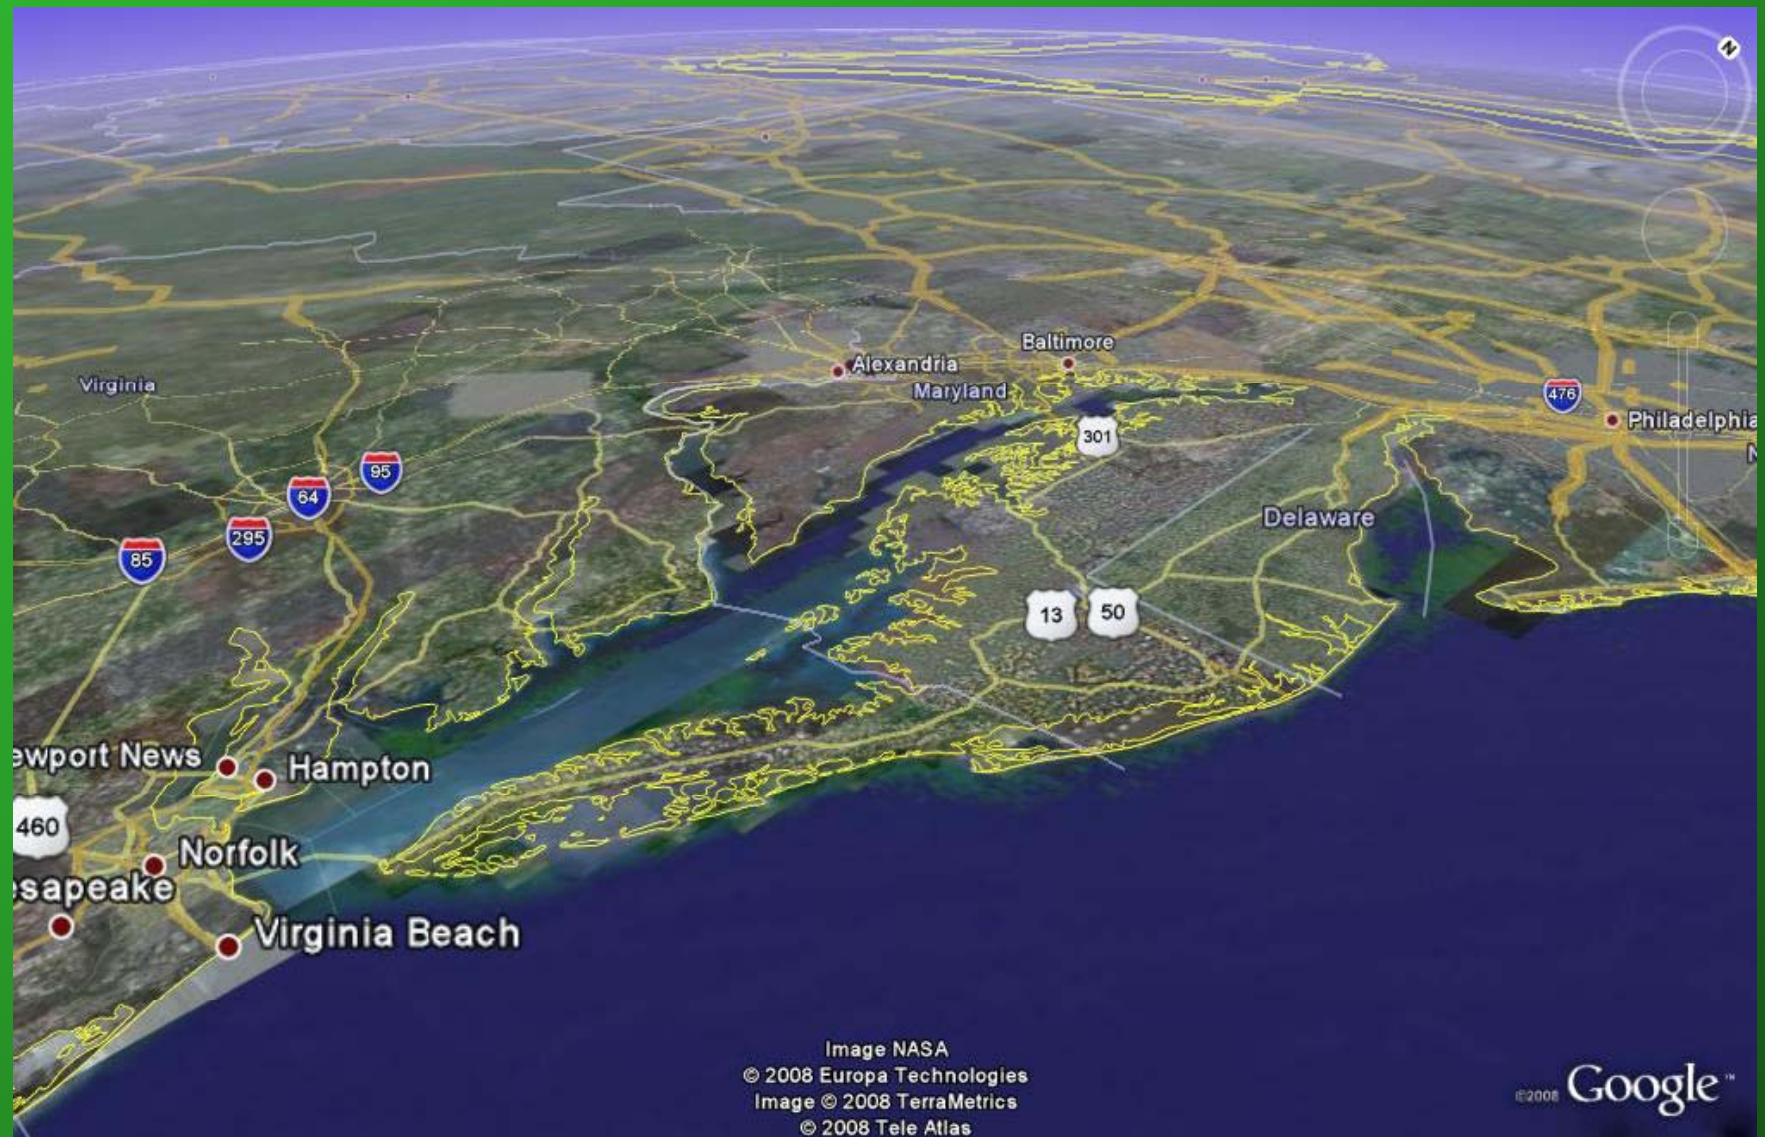 N
Baltimore
Alexandria
Maryland
Virginia
476
Philadelphia
301
N
95
64
295
85
Delaware
13
50
ewport News
Hampton
460
Norfolk
esapeake
Virginia Beach
Image NASA
© 2008 Europa Technologies
Image © 2008 TerraMetrics
© 2008 Tele Atlas
©2008 Google™